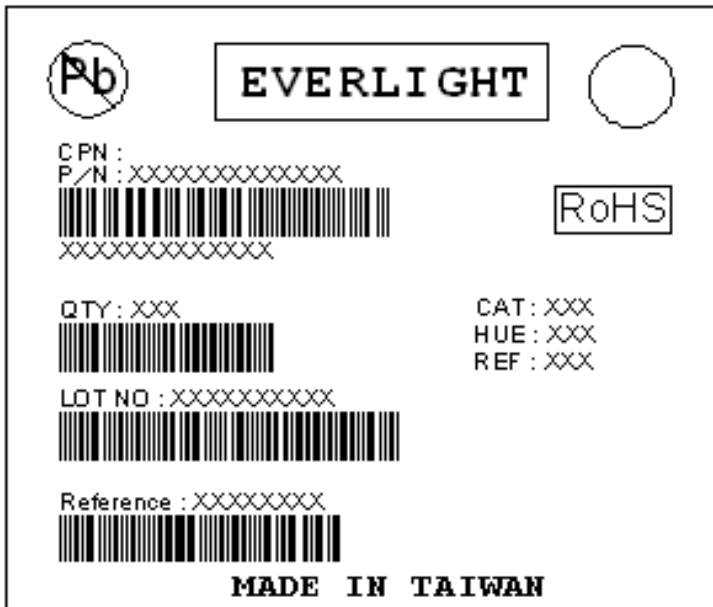 Pb
EVERLIGHT
CPN :
P/N : XXXXXXXXXXXXX
RoHS
XXXXXXXXXXXXX
QTY : XXX
CAT : XXX
HUE : XXX
REF : XXX
LOT NO : XXXXXXXXXX
Reference : XXXXXXXX
MADE IN TAIWAN